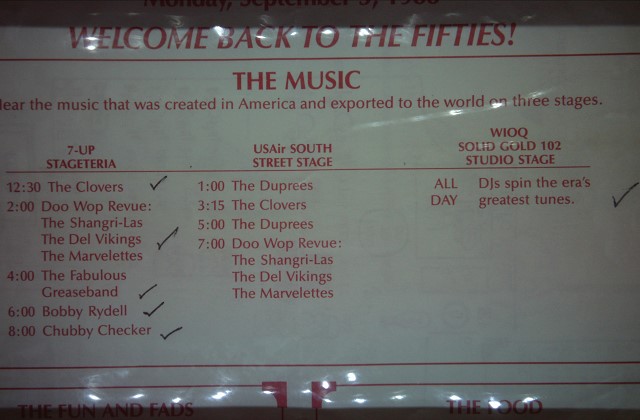 Monday, September 5, 1988
WELCOME BACK TO THE FIFTIES!
THE MUSIC
Hear the music that was created in America and exported to the world on three stages.
7-UP
STAGETERIA
12:30 The Clovers
2:00 Doo Wop Revue:
The Shangri-Las
The Del Vikings
The Marvelettes
4:00 The Fabulous
Greaseband
6:00 Bobby Rydell
8:00 Chubby Checker
USAir SOUTH
STREET STAGE
1:00 The Duprees
3:15 The Clovers
5:00 The Duprees
7:00 Doo Wop Revue:
The Shangri-Las
The Del Vikings
The Marvelettes
WIOQ
SOLID GOLD 102
STUDIO STAGE
ALL DJs spin the era's
DAY greatest tunes.
THE FUN AND FADS
THE FOOD